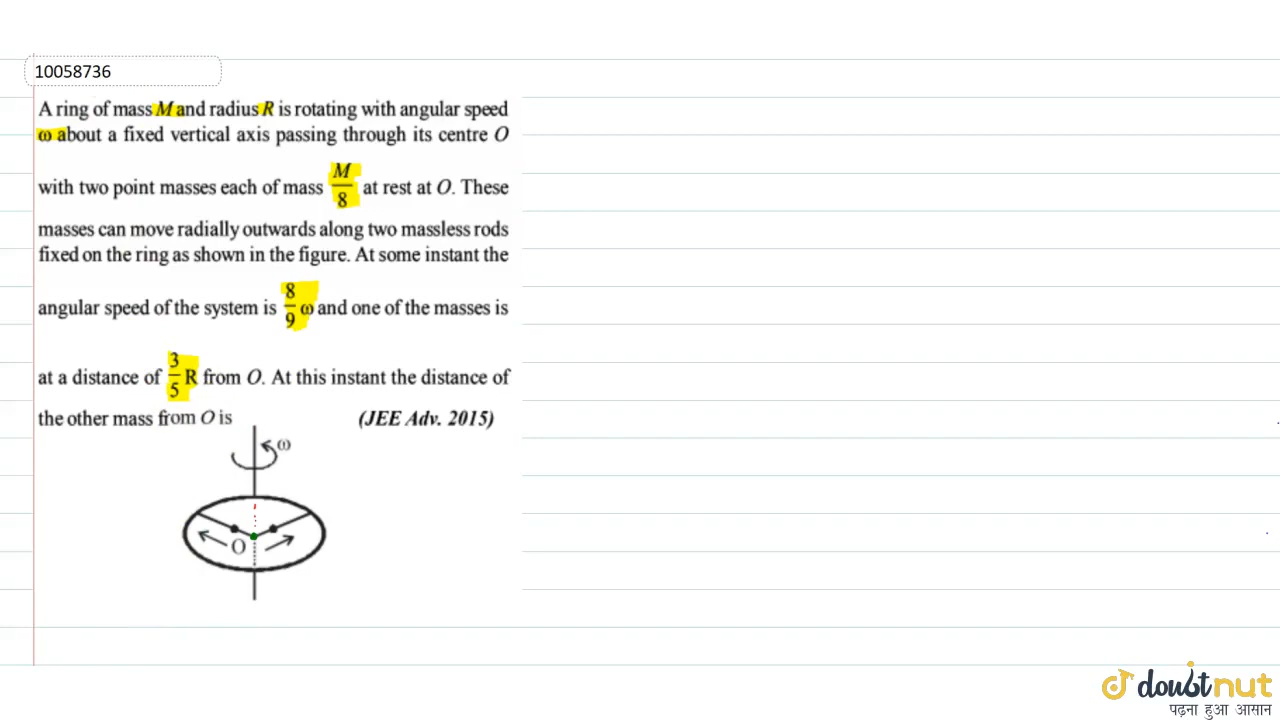 10058736
A ring of mass M and radius R is rotating with angular speed
ω about a fixed vertical axis passing through its centre O
with two point masses each of mass M/8 at rest at O. These
masses can move radially outwards along two massless rods
fixed on the ring as shown in the figure. At some instant the
angular speed of the system is 8/9 ω and one of the masses is
at a distance of 3/5 R from O. At this instant the distance of
the other mass from O is (JEE Adv. 2015)
ω
O
doubtnut
पढ़ना हुआ आसान